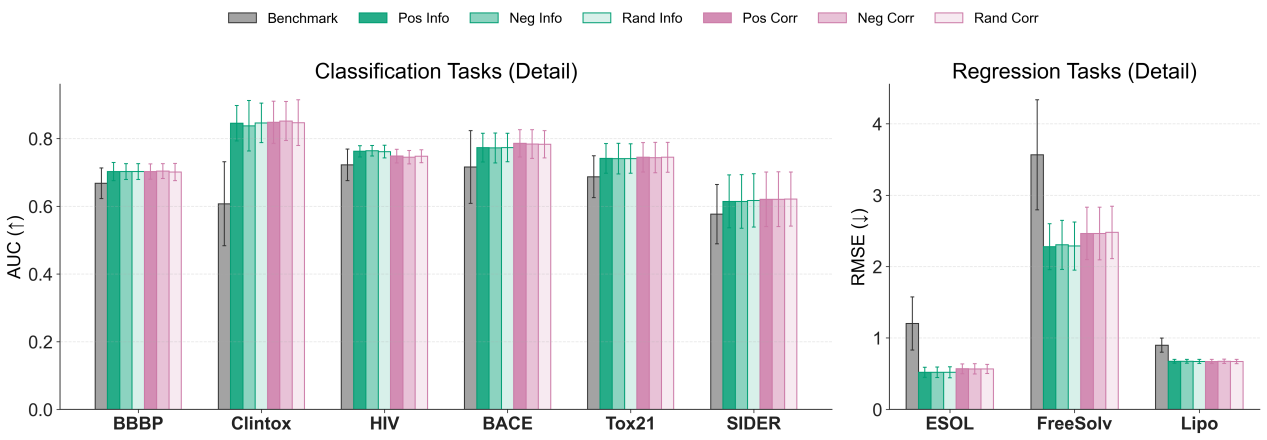 Benchmark Pos Info Neg Info Rand Info Pos Corr Neg Corr Rand Corr
Classification Tasks (Detail)
AUC (↑)
0.8
0.6
0.4
0.2
0.0
BBBP Clintox HIV BACE Tox21 SIDER
Regression Tasks (Detail)
RMSE (↓)
4
3
2
1
0
ESOL FreeSolv Lipo